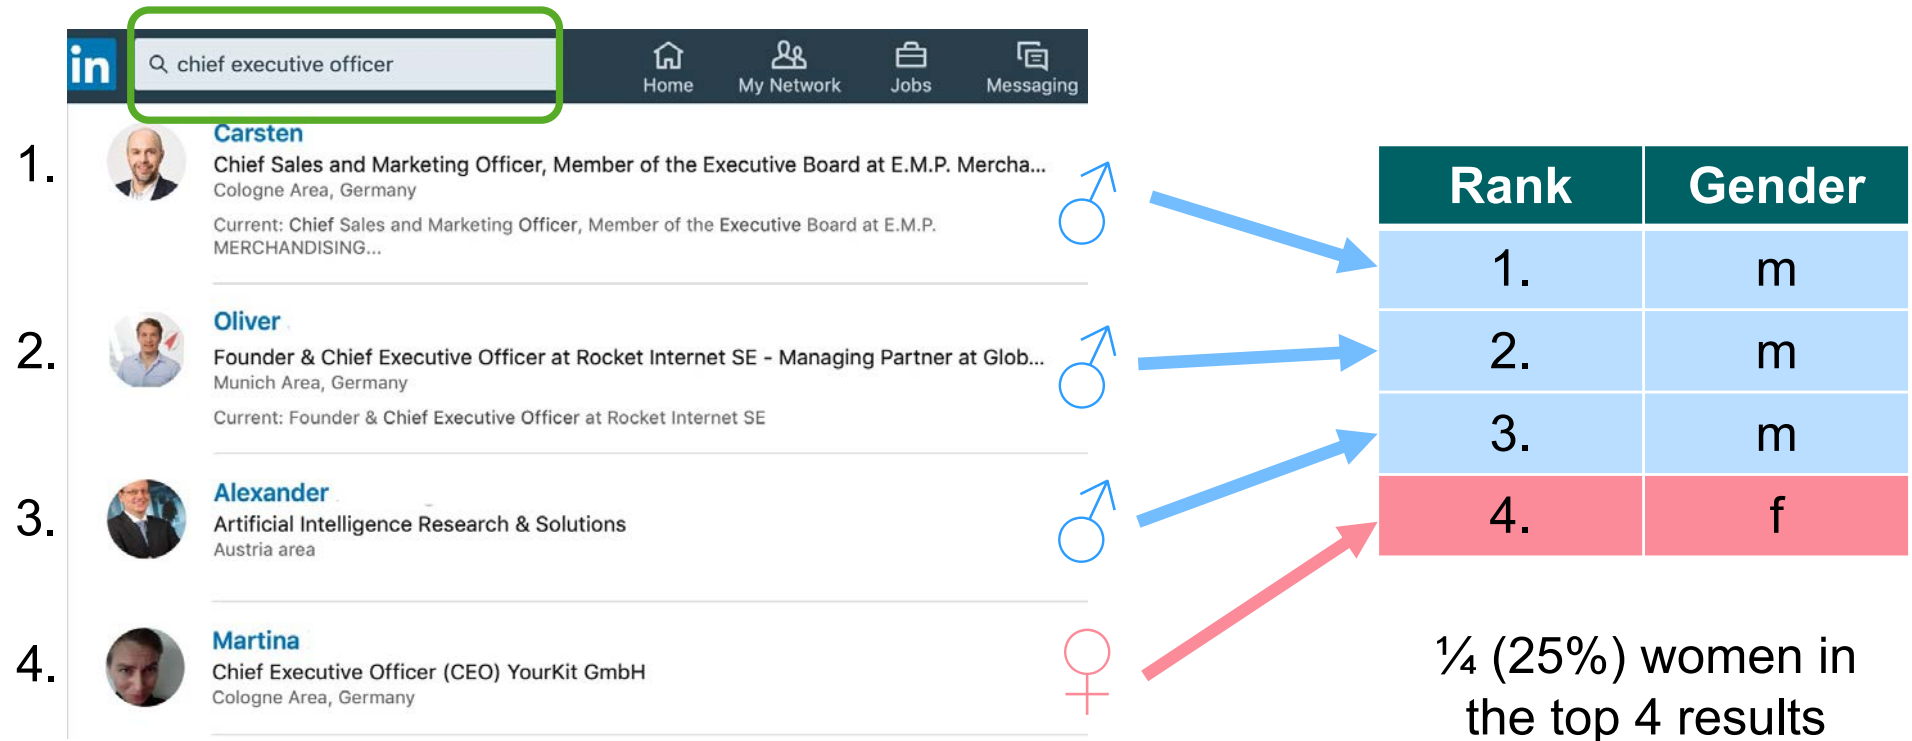 in
chief executive officer
Home
My Network
Jobs
Messaging
1.
Carsten
Chief Sales and Marketing Officer, Member of the Executive Board at E.M.P. Mercha...
Cologne Area, Germany
Current: Chief Sales and Marketing Officer, Member of the Executive Board at E.M.P.
MERCHANDISING...
2.
Oliver
Founder & Chief Executive Officer at Rocket Internet SE - Managing Partner at Glob...
Munich Area, Germany
Current: Founder & Chief Executive Officer at Rocket Internet SE
3.
Alexander
Artificial Intelligence Research & Solutions
Austria area
4.
Martina
Chief Executive Officer (CEO) YourKit GmbH
Cologne Area, Germany
Rank Gender
1. m
2. m
3. m
4. f
¼ (25%) women in
the top 4 results